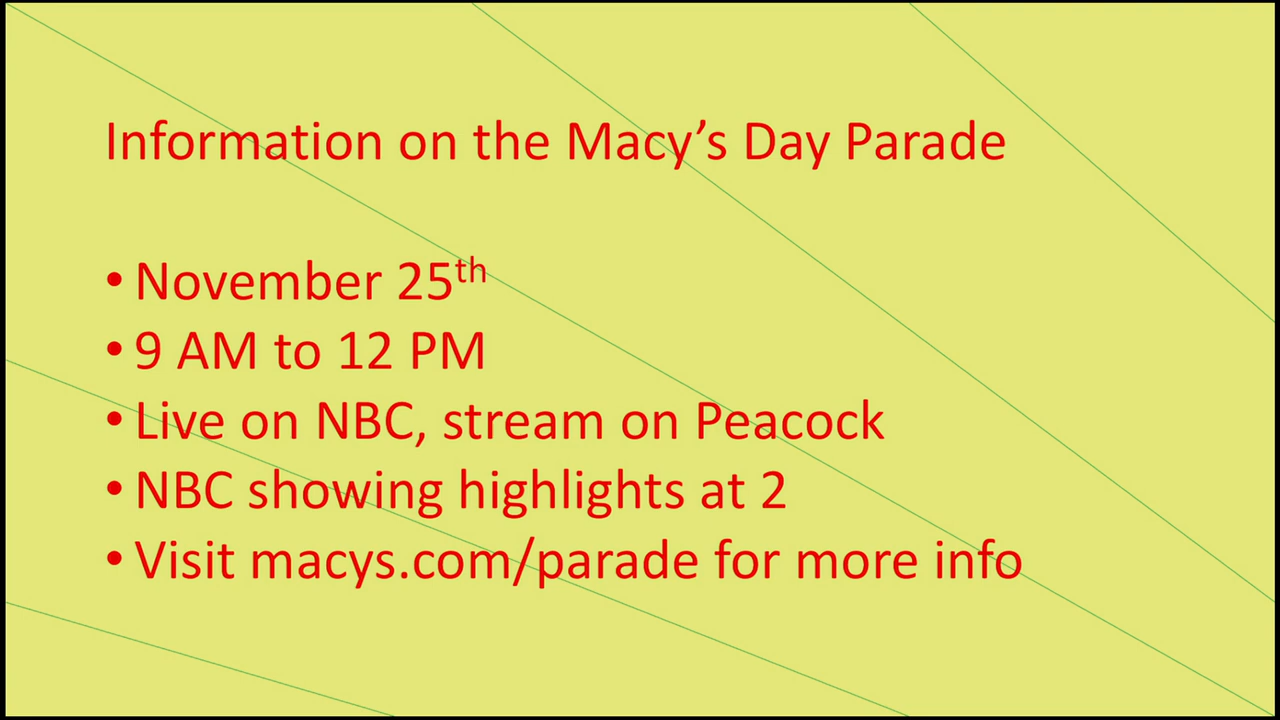 Information on the Macy’s Day Parade
• November 25th
• 9 AM to 12 PM
• Live on NBC, stream on Peacock
• NBC showing highlights at 2
• Visit macys.com/parade for more info